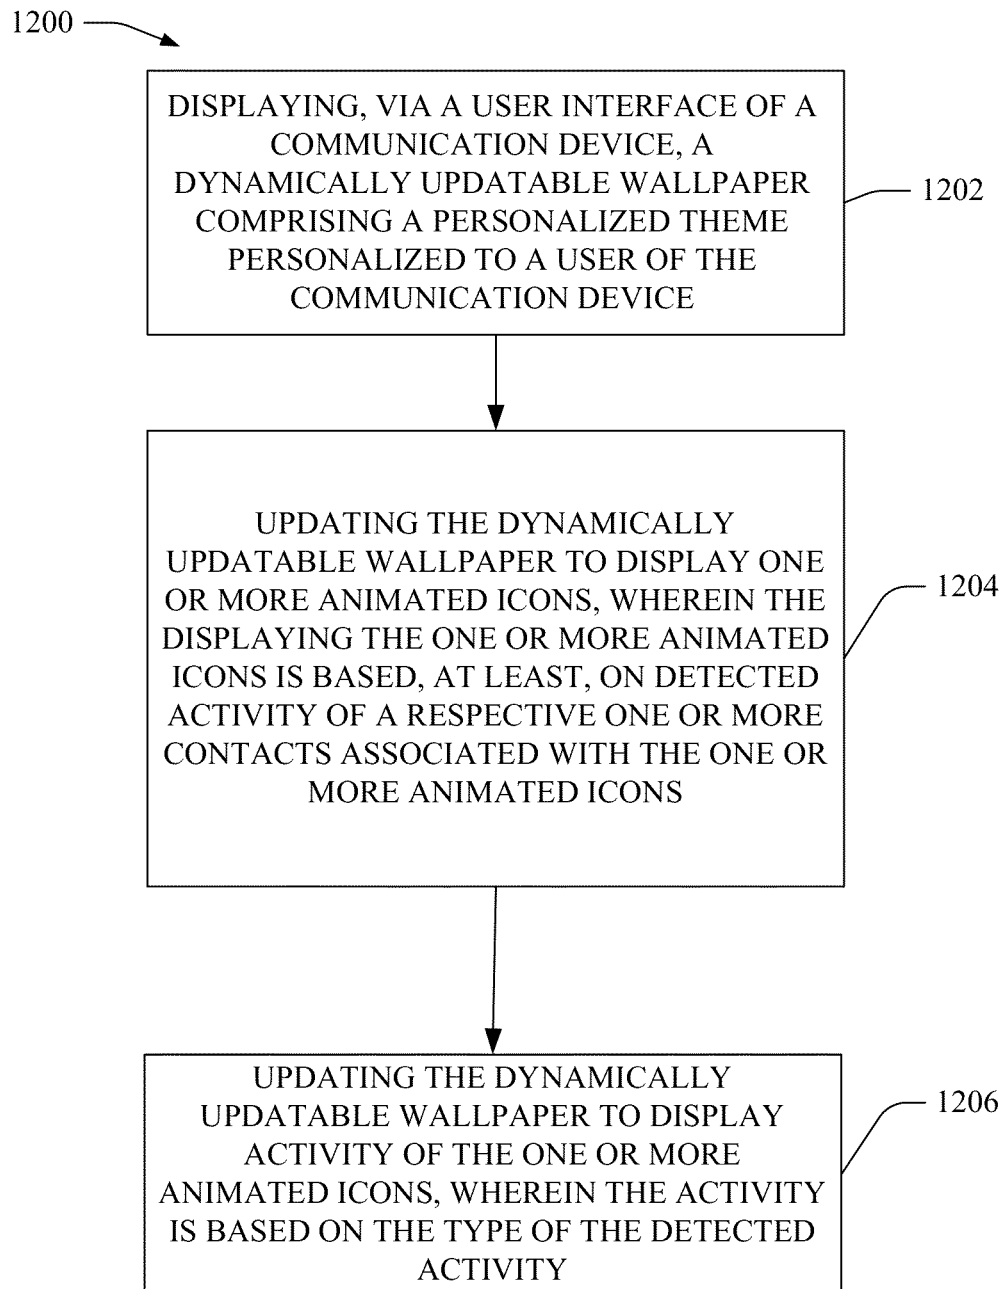 1200
DISPLAYING, VIA A USER INTERFACE OF A
COMMUNICATION DEVICE, A
DYNAMICALLY UPDATABLE WALLPAPER
COMPRISING A PERSONALIZED THEME
PERSONALIZED TO A USER OF THE
COMMUNICATION DEVICE
1202
UPDATING THE DYNAMICALLY
UPDATABLE WALLPAPER TO DISPLAY ONE
OR MORE ANIMATED ICONS, WHEREIN THE
DISPLAYING THE ONE OR MORE ANIMATED
ICONS IS BASED, AT LEAST, ON DETECTED
ACTIVITY OF A RESPECTIVE ONE OR MORE
CONTACTS ASSOCIATED WITH THE ONE OR
MORE ANIMATED ICONS
1204
UPDATING THE DYNAMICALLY
UPDATABLE WALLPAPER TO DISPLAY
ACTIVITY OF THE ONE OR MORE
ANIMATED ICONS, WHEREIN THE ACTIVITY
IS BASED ON THE TYPE OF THE DETECTED
ACTIVITY
1206